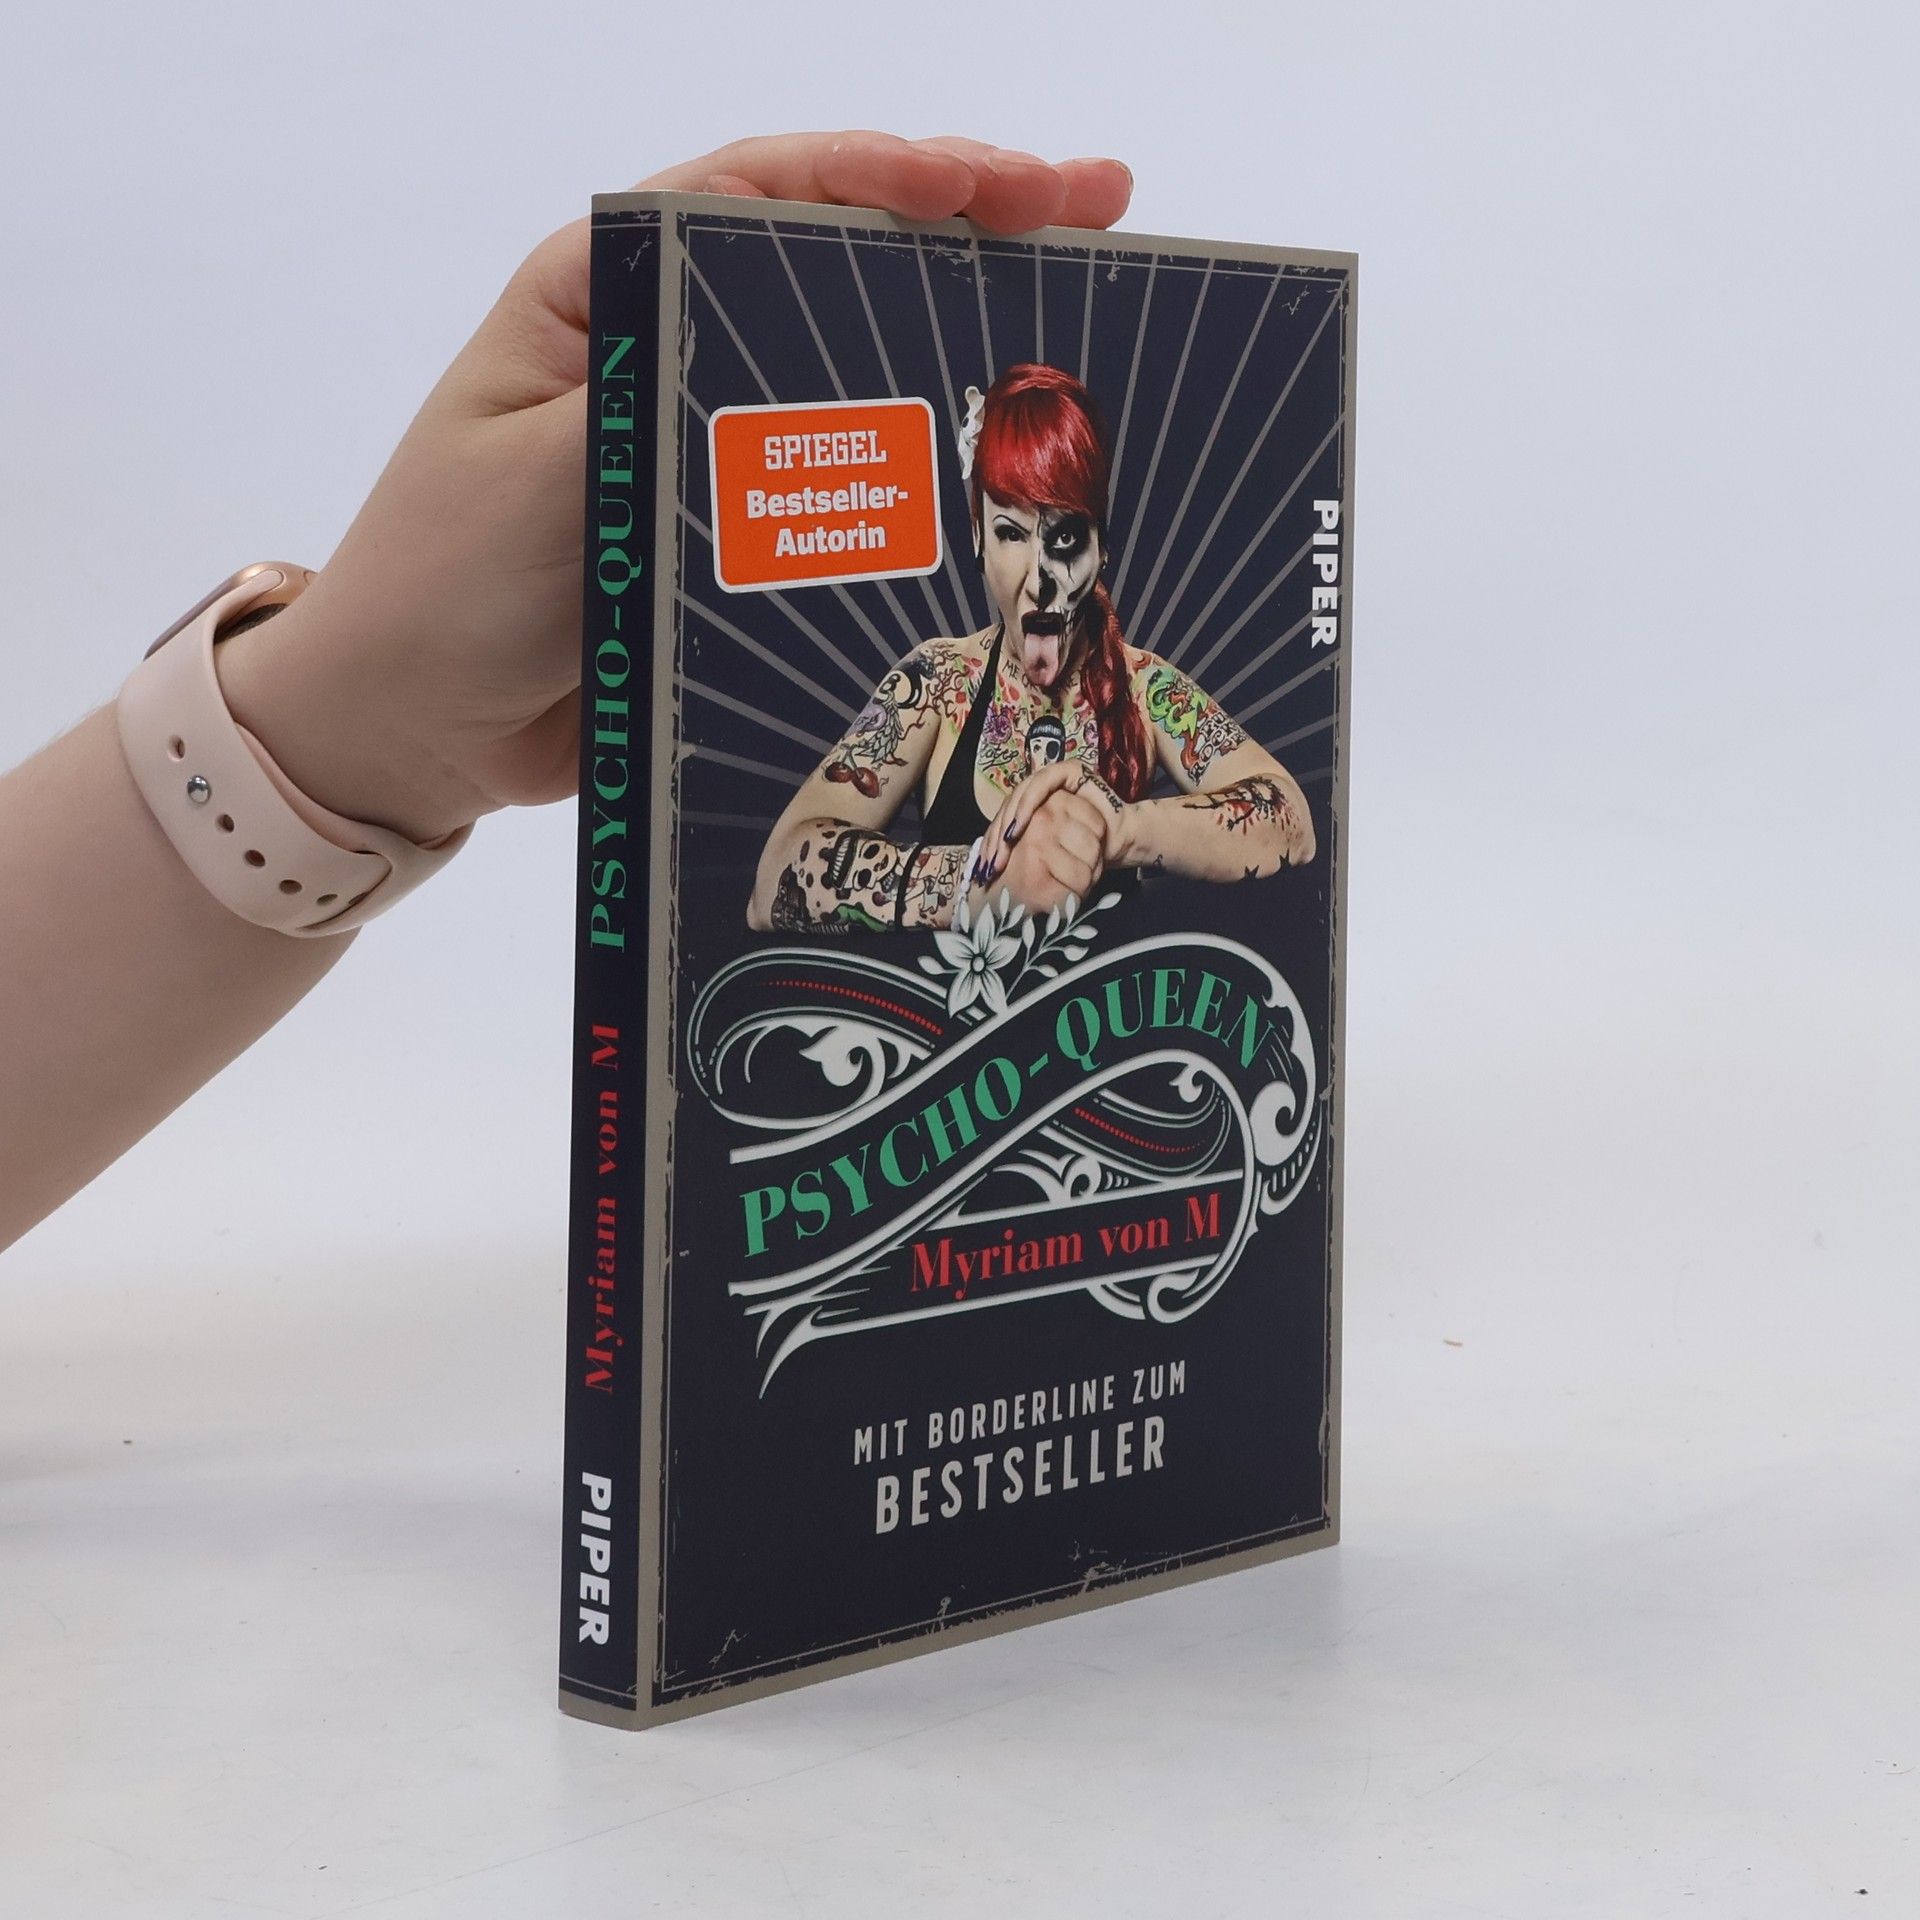 PSYCHO-QUEEN
Myriam von M
PIPER
SPIEGEL
Bestseller-
Autorin
PIPER
PSYCHO-QUEEN
Myriam von M
MIT BORDERLINE ZUM
BESTSELLER